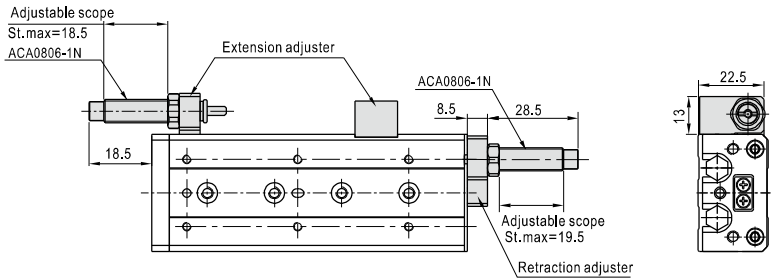 Adjustable scope
St.max=18.5
ACA0806-1N
Extension adjuster
ACA0806-1N
22.5
8.5
28.5
13
18.5
Adjustable scope
St.max=19.5
Retraction adjuster